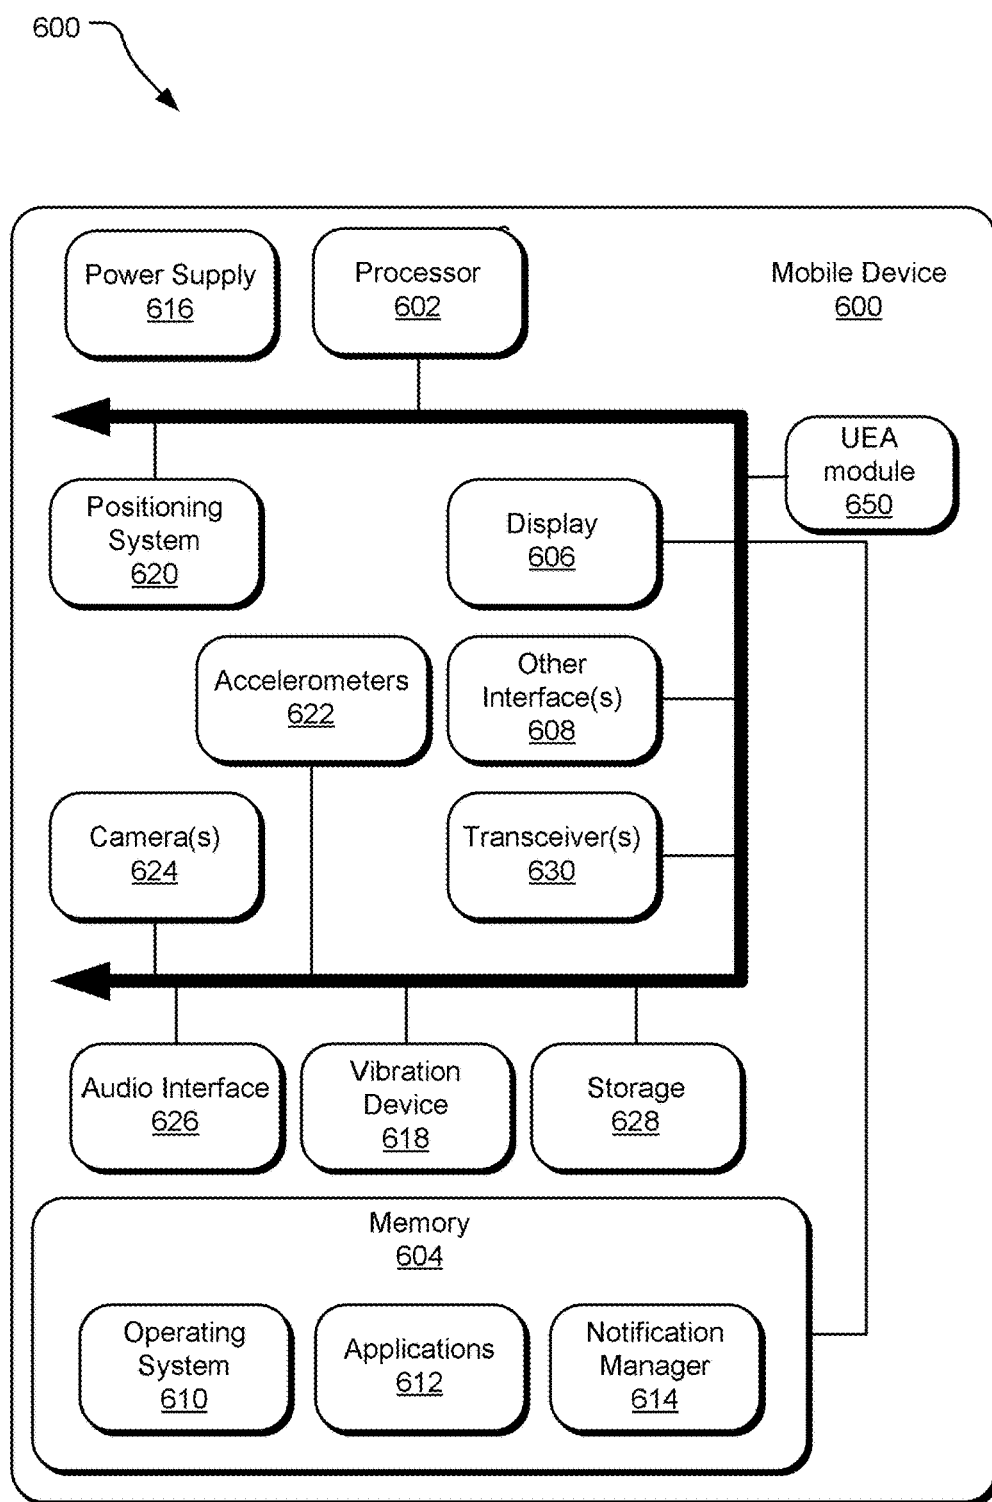 600
Power Supply
616
Processor
602
Mobile Device
600
UEA
module
650
Positioning
System
620
Display
606
Accelerometers
622
Other
Interface(s)
608
Camera(s)
624
Transceiver(s)
630
Audio Interface
626
Vibration
Device
618
Storage
628
Memory
604
Operating
System
610
Applications
612
Notification
Manager
614